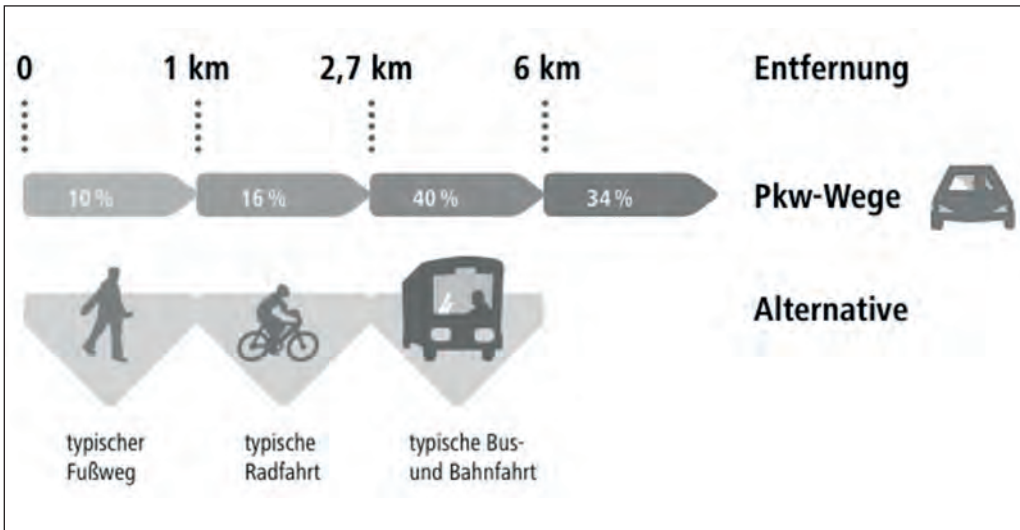 0 1 km 2,7 km 6 km Entfernung
10 % 16 % 40 % 34 % Pkw-Wege
Alternative
typischer
Fußweg
typische
Radfahrt
typische Bus-
und Bahnfahrt